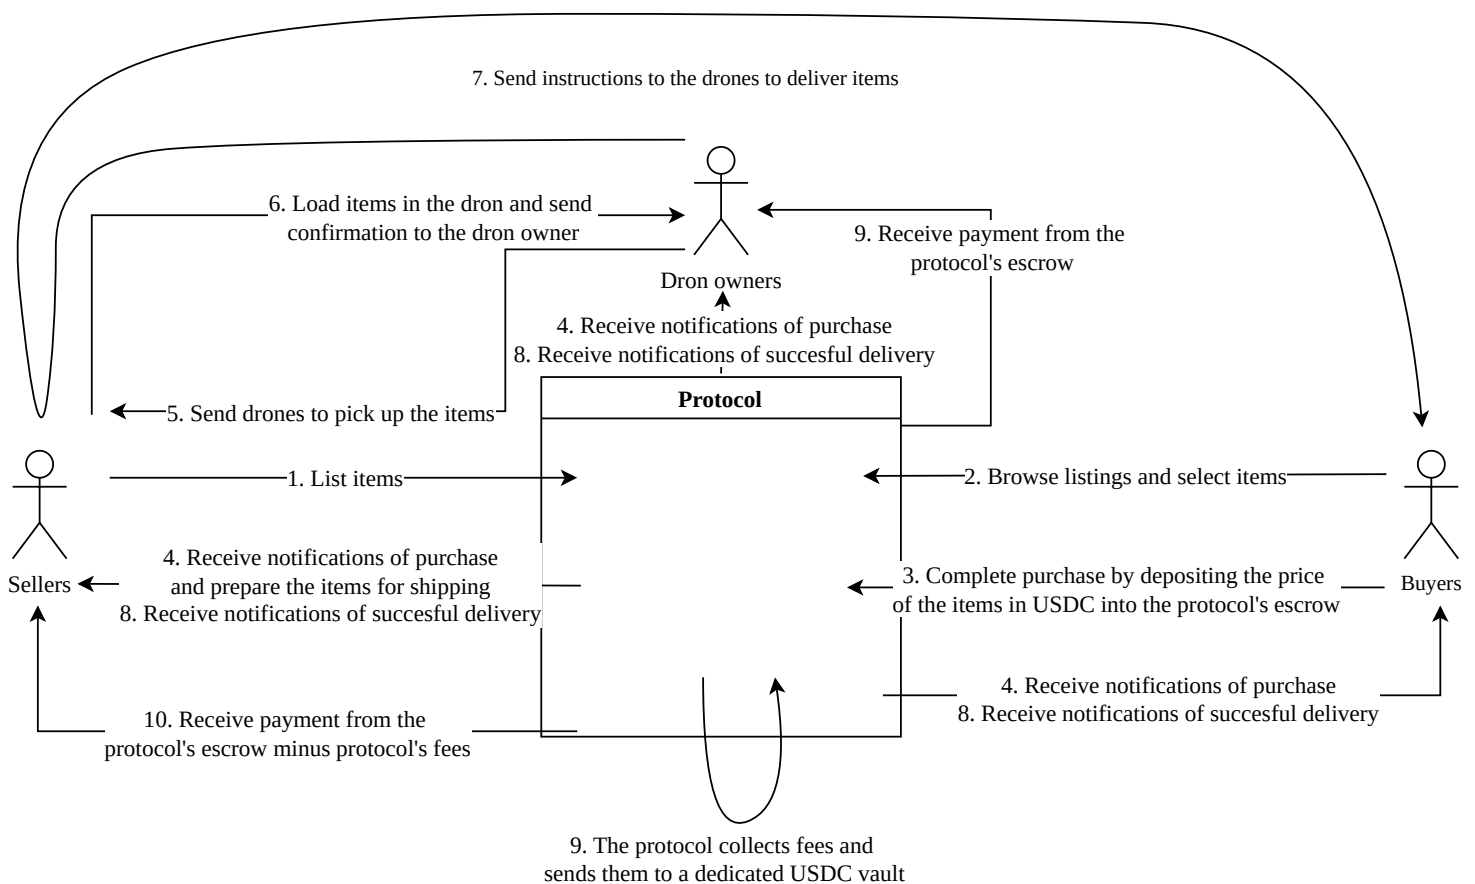 7. Send instructions to the drones to deliver items
6. Load items in the dron and send
confirmation to the dron owner
9. Receive payment from the
protocol's escrow
Dron owners
4. Receive notifications of purchase
8. Receive notifications of succesful delivery
Protocol
5. Send drones to pick up the items
1. List items
2. Browse listings and select items
4. Receive notifications of purchase
and prepare the items for shipping
8. Receive notifications of succesful delivery
Sellers
3. Complete purchase by depositing the price
of the items in USDC into the protocol's escrow
Buyers
4. Receive notifications of purchase
8. Receive notifications of succesful delivery
10. Receive payment from the
protocol's escrow minus protocol's fees
9. The protocol collects fees and
sends them to a dedicated USDC vault